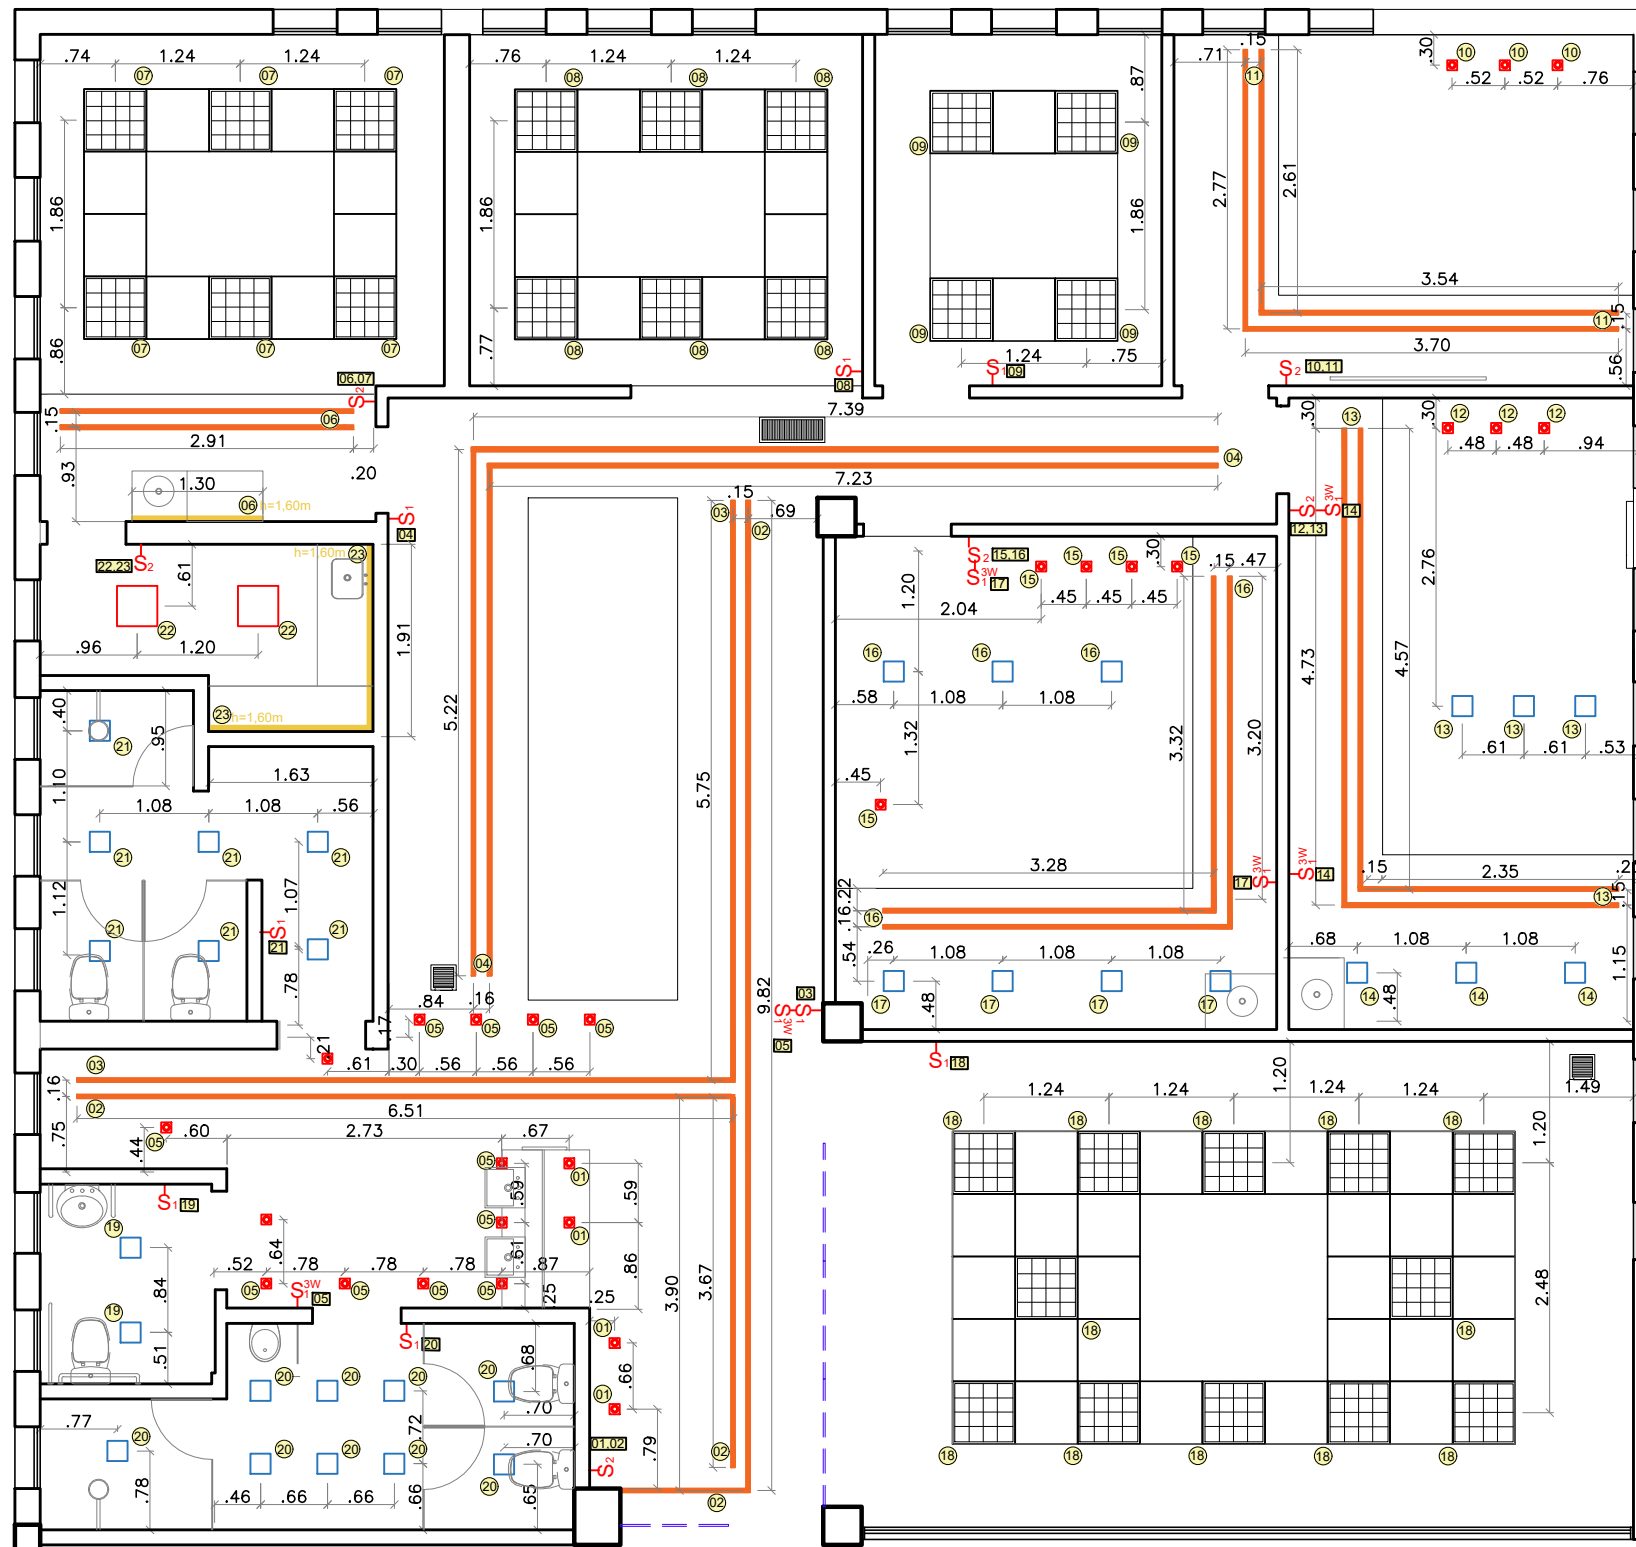 .74 1.24 1.24 .76 1.24 1.24 .15 .30
07 07 07 08 08 08 .71 11 10 10 10
.87 .52 .52 .76
09 09
1.86 1.86 1.86 2.77 2.61
3.54
09 09 11 .15
07 07 07 08 08 08
.86 .77 1.24 .75 3.70 .56
06,07 S2 S1 08 S1 09 S2 10,11
.15 06 7.39 .30 13 .30 12 12 12
2.91 .48 .48 .94
.93 .20 04
1.30 7.23
06 h=1,60m .15 03 02 .69 S2 S1 3W 14
S1 04 12,13
h=1,60m 23 S2 15,16 15 15 15 .30
22,23 S2 .61 S1 3W 17 15 .15 .47
1.20 16 2.76
.45 .45 .45
2.04
22 22 1.91
.96 1.20 16 16 16 4.73 4.57
.58 1.08 1.08
.40 23 h=1,60m 5.22 13 13 13
21 .95 1.32 3.32 3.20 .61 .61 .53
1.10 1.63 5.75 .45
1.08 1.08 .56 15
21 21 21
3.28 S1 3W S1 3W
1.12 1.07 17 14 .15 2.35
.22 13 .15
21 21 21 S1 21 16 .16
.54 .26 1.08 1.08 1.08 .68 1.08 1.08 1.15
04
.78 .84 .16 9.82 03 17 17 17 17 .48 .48 14 14 14
.17 05 05 05 05 S1 3W S1
.21 05 S1 18
03 .61 .30 .56 .56 .56
.16 1.20
02 6.51 1.24 1.24 1.24 1.24 1.49
.75 .44 05 .60 2.73 .67 18 18 18 18 18 1.20
05 01
S1 19 .59 .59
19 05 01
.64 .61
.52 .78 .78 .78 .87 .86 3.90 3.67 2.48
.84 05 S1 3W 05 05 05 05 .25 .25
19 S1 20 01 18 18
.51 .68 .66
20 20 20 20 01
.77 .72 .70
20 20 20 20 .70 01,02 .79 02 18 18 18 18 18
S2
.78 20
.46 .66 .66 .66 .65 02